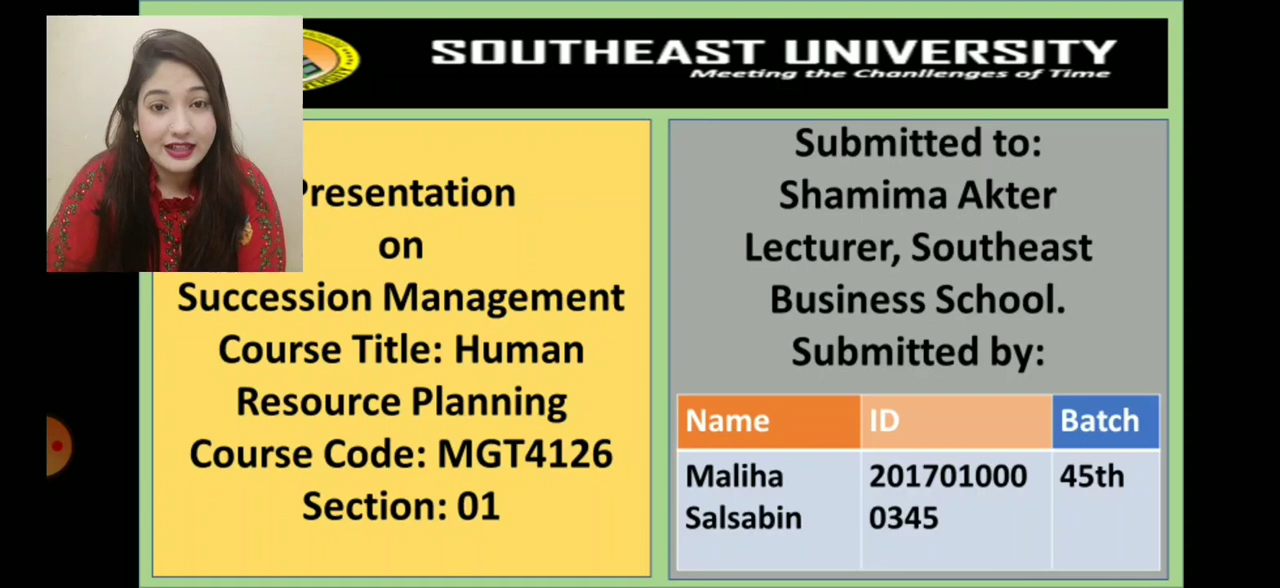 SOUTHEAST UNIVERSITY
Meeting the Chanllenges of Time
Presentation
on
Succession Management
Course Title: Human
Resource Planning
Course Code: MGT4126
Section: 01
Submitted to:
Shamima Akter
Lecturer, Southeast
Business School.
Submitted by:
Name ID Batch
Maliha 201701000 45th
Salsabin 0345